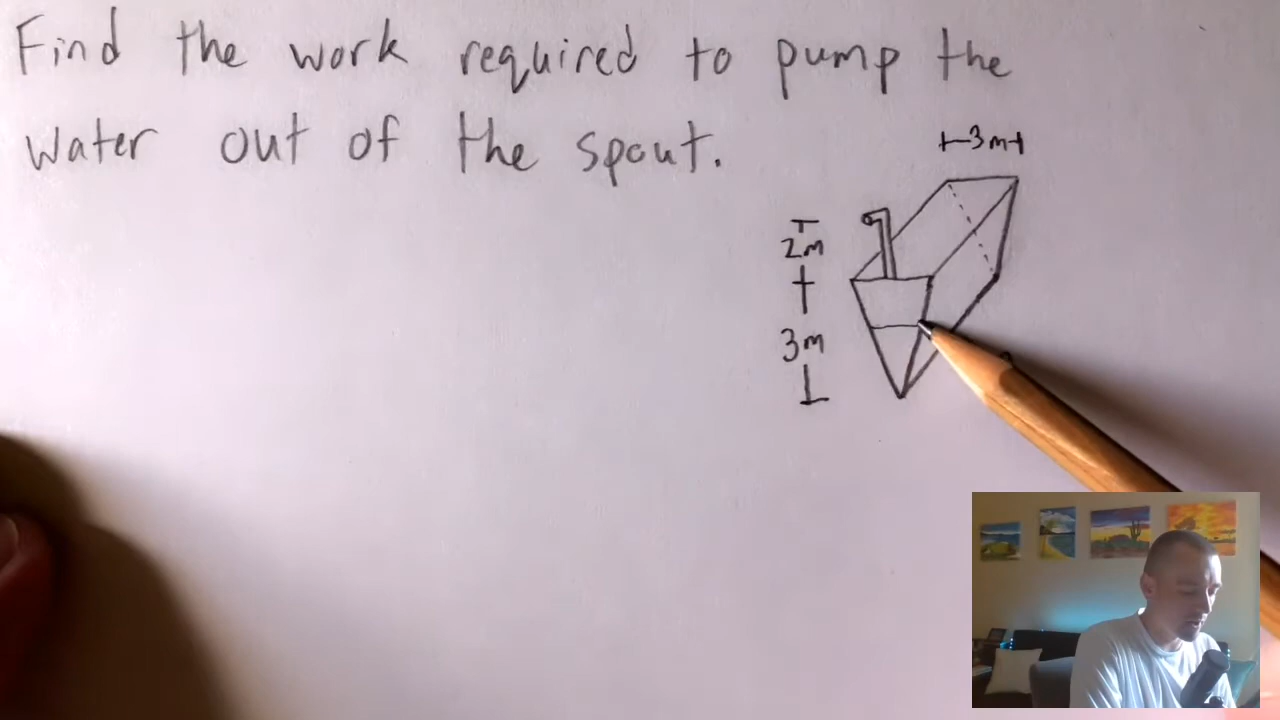 Find the work required to pump the
water out of the spout.
3m
2m
3m